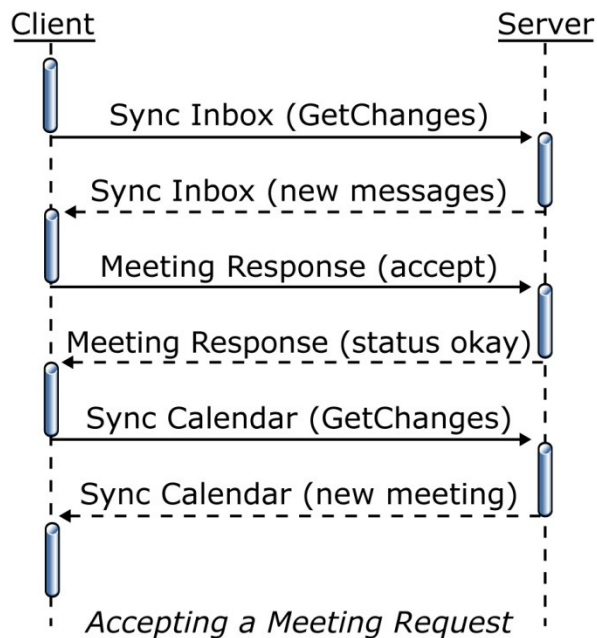 Client
Server
Sync Inbox (GetChanges)
Sync Inbox (new messages)
Meeting Response (accept)
Meeting Response (status okay)
Sync Calendar (GetChanges)
Sync Calendar (new meeting)
Accepting a Meeting Request